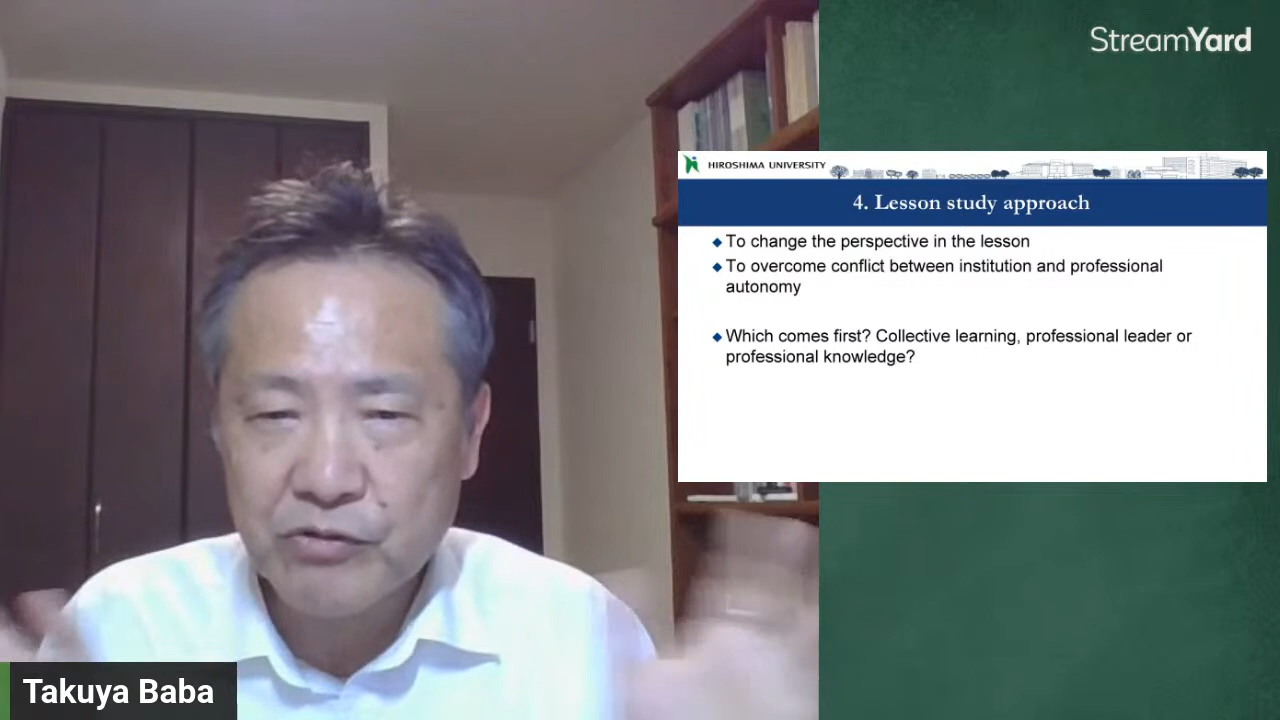 StreamYard
HIROSHIMA UNIVERSITY
4. Lesson study approach
To change the perspective in the lesson
To overcome conflict between institution and professional
autonomy
Which comes first? Collective learning, professional leader or
professional knowledge?
Takuya Baba